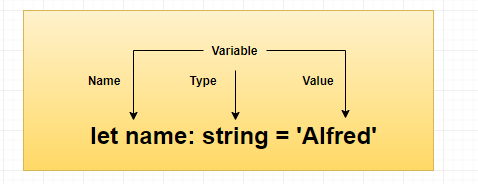 Variable
Name Type Value
let name: string = 'Alfred'